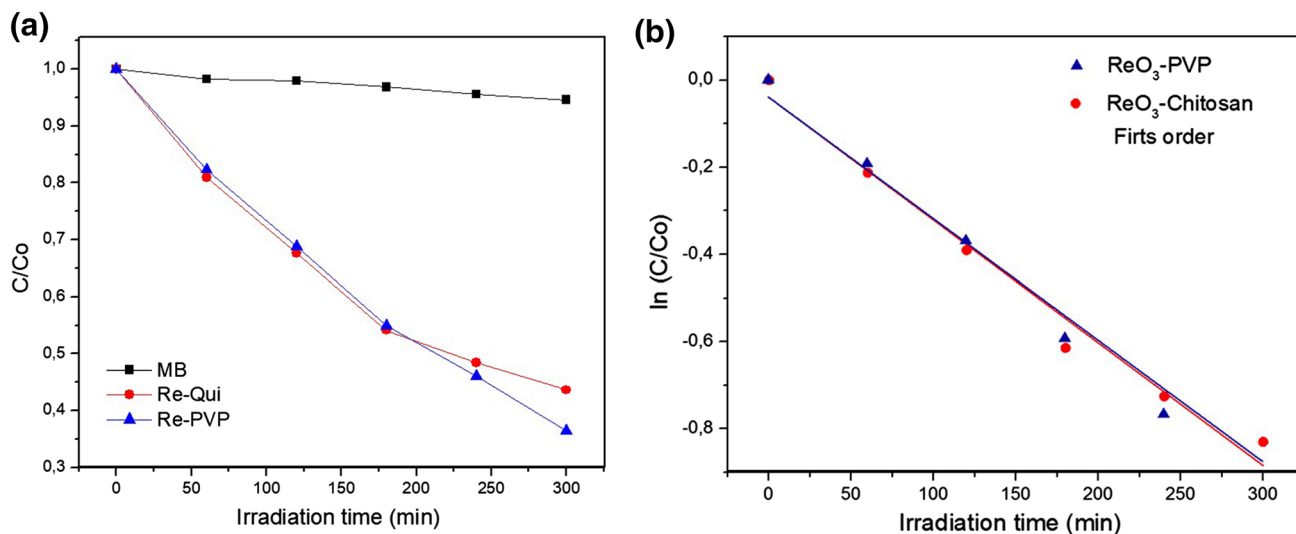 (a)
1,0
0,9
0,8
0,7
0,6
0,5
0,4
0,3
C/Co
MB
Re-Qui
Re-PVP
0 50 100 150 200 250 300
Irradiation time (min)
(b)
0,0
-0,2
-0,4
-0,6
-0,8
ln (C/Co)
ReO₃-PVP
ReO₃-Chitosan
Firts order
0 50 100 150 200 250 300
Irradiation time (min)